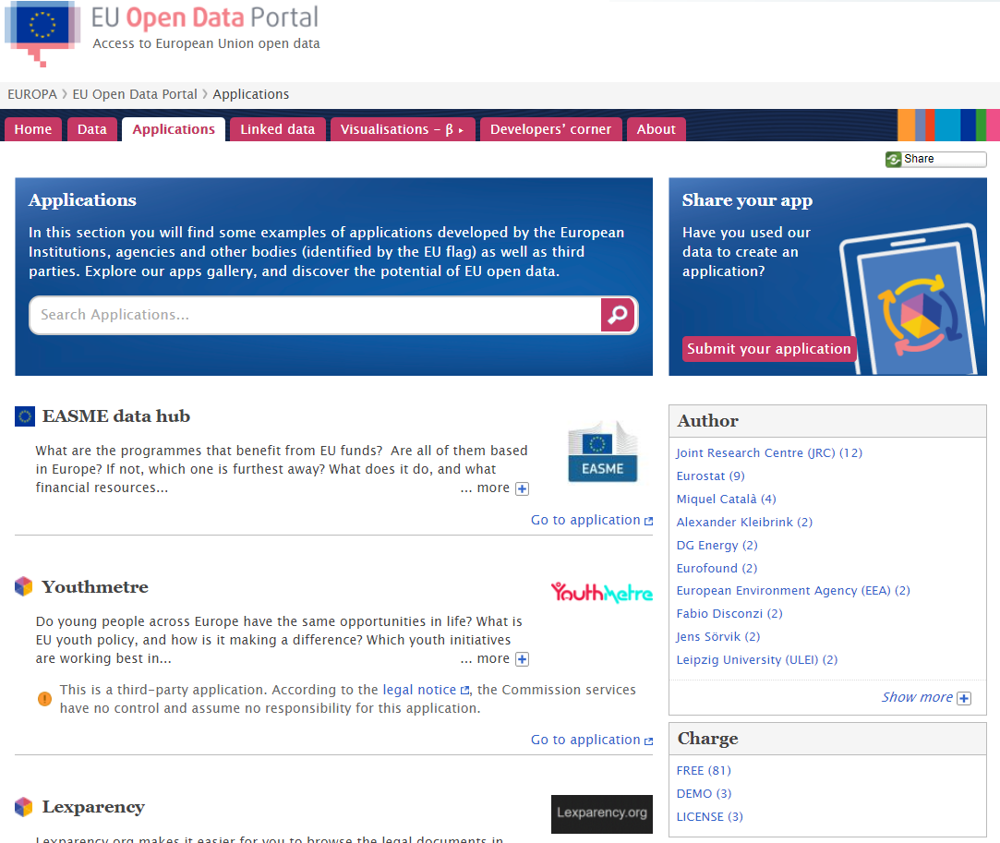 EU Open Data Portal
Access to European Union open data
EUROPA > EU Open Data Portal > Applications
Home Data Applications Linked data Visualisations – β ▸ Developers’ corner About
Share
Applications
In this section you will find some examples of applications developed by the European
Institutions, agencies and other bodies (identified by the EU flag) as well as third
parties. Explore our apps gallery, and discover the potential of EU open data.
Search Applications...
Share your app
Have you used our
data to create an
application?
Submit your application
EASME data hub
What are the programmes that benefit from EU funds? Are all of them based
in Europe? If not, which one is furthest away? What does it do, and what
financial resources...
... more
EASME
Go to application
Youthmetre
YouthMetre
Do young people across Europe have the same opportunities in life? What is
EU youth policy, and how is it making a difference? Which youth initiatives
are working best in...
... more
This is a third-party application. According to the legal notice, the Commission services
have no control and assume no responsibility for this application.
Go to application
Lexparency
Lexparency.org
Lexparency.org makes it easier for you to browse the legal documents in
Author
Joint Research Centre (JRC) (12)
Eurostat (9)
Miquel Català (4)
Alexander Kleibrink (2)
DG Energy (2)
Eurofound (2)
European Environment Agency (EEA) (2)
Fabio Disconzi (2)
Jens Sörvik (2)
Leipzig University (ULEI) (2)
Show more
Charge
FREE (81)
DEMO (3)
LICENSE (3)